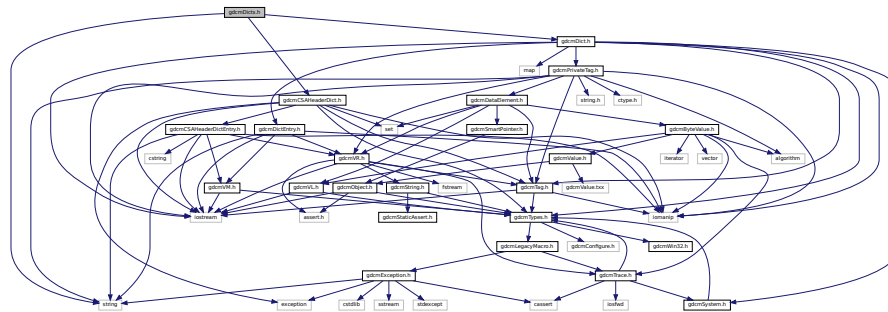 gdcmDicts.h
gdcmDict.h
map
gdcmPrivateTag.h
gdcmCSAHeaderDict.h
set
gdcmDataElement.h
string.h
ctype.h
gdcmCSAHeaderDictEntry.h
gdcmDictEntry.h
gdcmSmartPointer.h
gdcmByteValue.h
cstring
gdcmVR.h
gdcmValue.h
iterator
vector
algorithm
gdcmVM.h
gdcmVL.h
gdcmObject.h
gdcmString.h
fstream
gdcmTag.h
gdcmValue.txx
iostream
assert.h
gdcmStaticAssert.h
gdcmTypes.h
iomanip
gdcmLegacyMacro.h
gdcmConfigure.h
gdcmWin32.h
gdcmException.h
gdcmTrace.h
string
exception
cstdlib
sstream
stdexcept
cassert
iosfwd
gdcmSystem.h